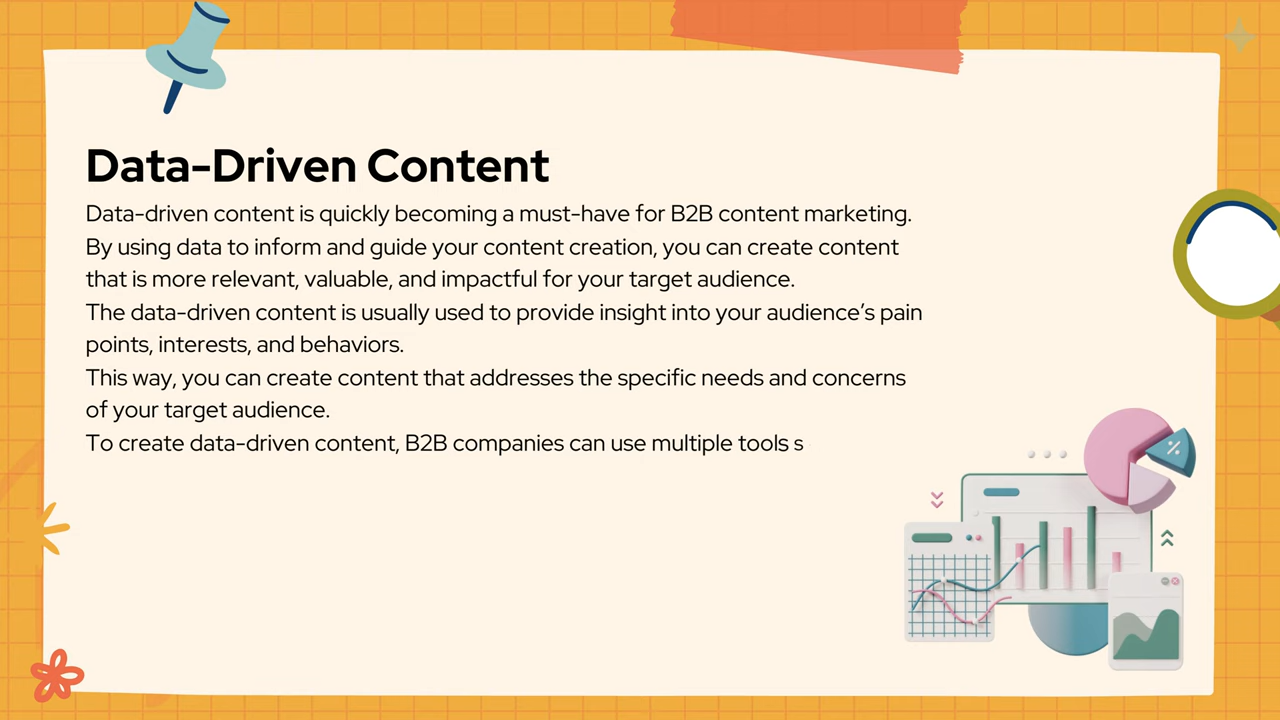 Data-Driven Content
Data-driven content is quickly becoming a must-have for B2B content marketing.
By using data to inform and guide your content creation, you can create content
that is more relevant, valuable, and impactful for your target audience.
The data-driven content is usually used to provide insight into your audience’s pain
points, interests, and behaviors.
This way, you can create content that addresses the specific needs and concerns
of your target audience.
To create data-driven content, B2B companies can use multiple tools s
%